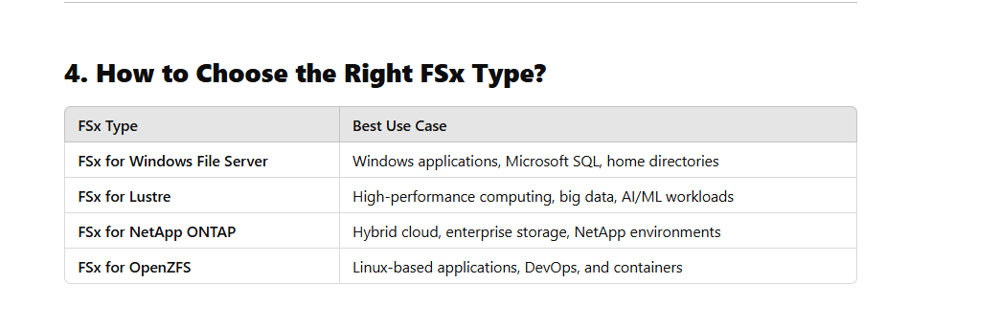 4. How to Choose the Right FSx Type?
FSx Type Best Use Case
FSx for Windows File Server Windows applications, Microsoft SQL, home directories
FSx for Lustre High-performance computing, big data, AI/ML workloads
FSx for NetApp ONTAP Hybrid cloud, enterprise storage, NetApp environments
FSx for OpenZFS Linux-based applications, DevOps, and containers